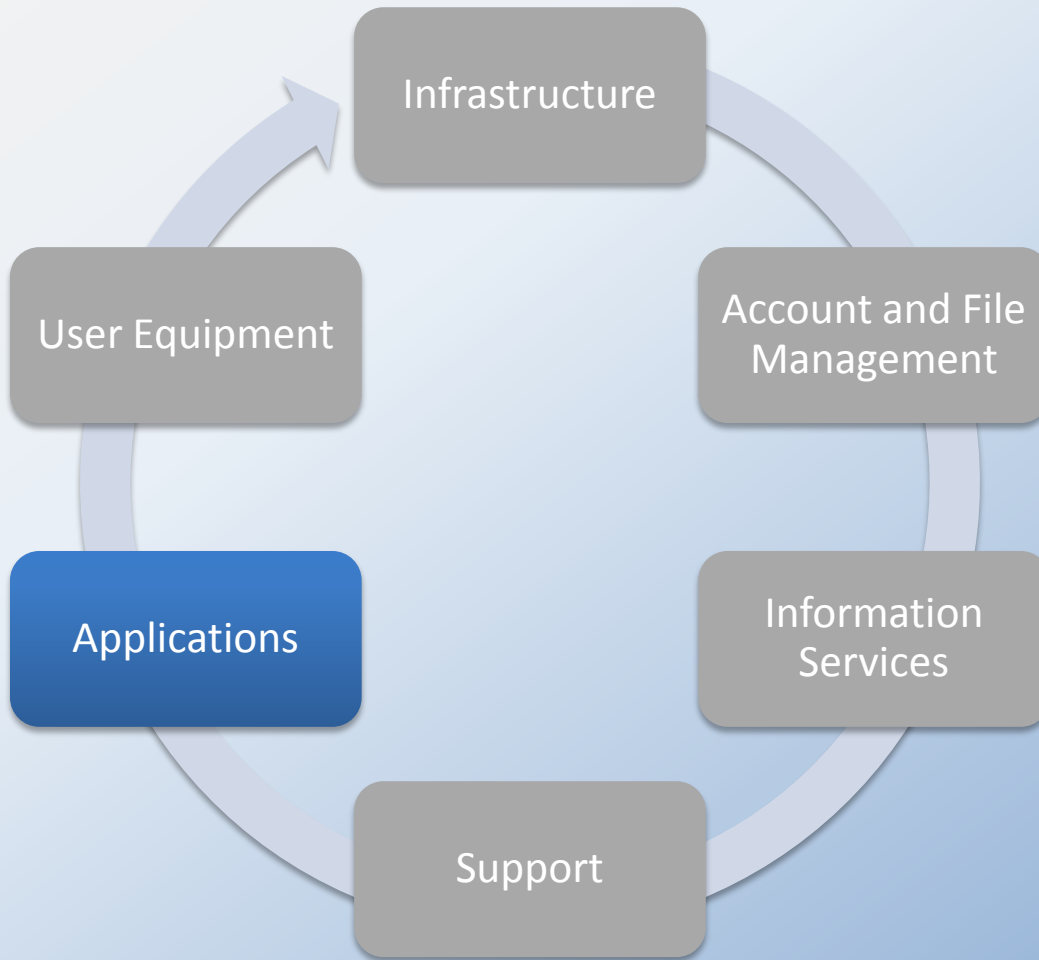 Infrastructure
Account and File
Management
Information
Services
Support
Applications
User Equipment